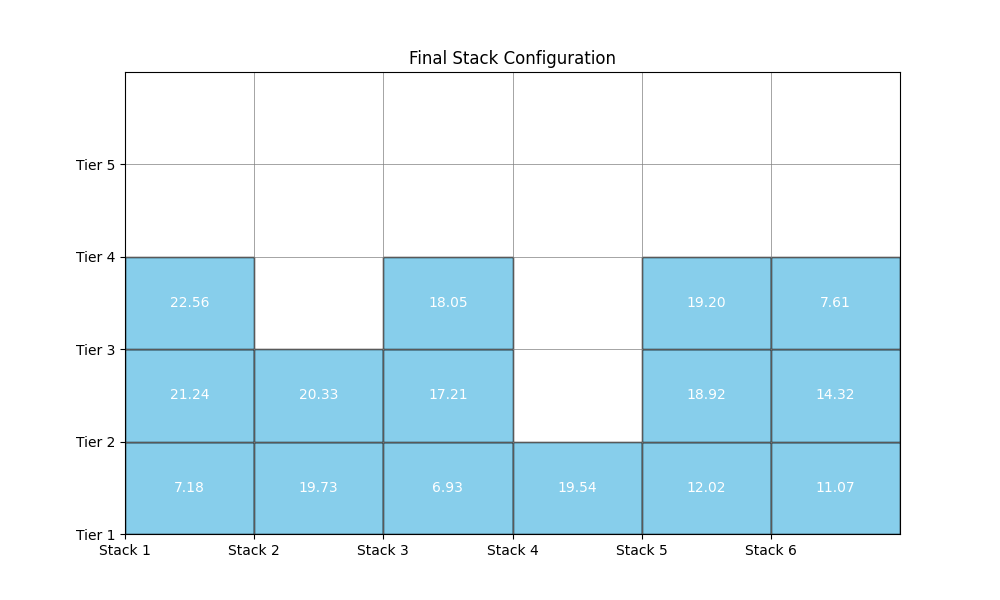 Final Stack Configuration
Tier 5
Tier 4
22.56 18.05 19.20 7.61
Tier 3
21.24 20.33 17.21 18.92 14.32
Tier 2
7.18 19.73 6.93 19.54 12.02 11.07
Tier 1
Stack 1 Stack 2 Stack 3 Stack 4 Stack 5 Stack 6